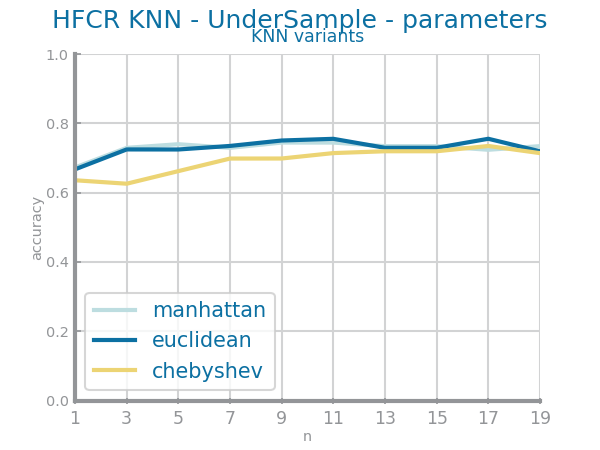 HFCR KNN - UnderSample - parameters
KNN variants
1.0
0.8
0.6
0.4
0.2
0.0
accuracy
manhattan
euclidean
chebyshev
1 3 5 7 9 11 13 15 17 19
n